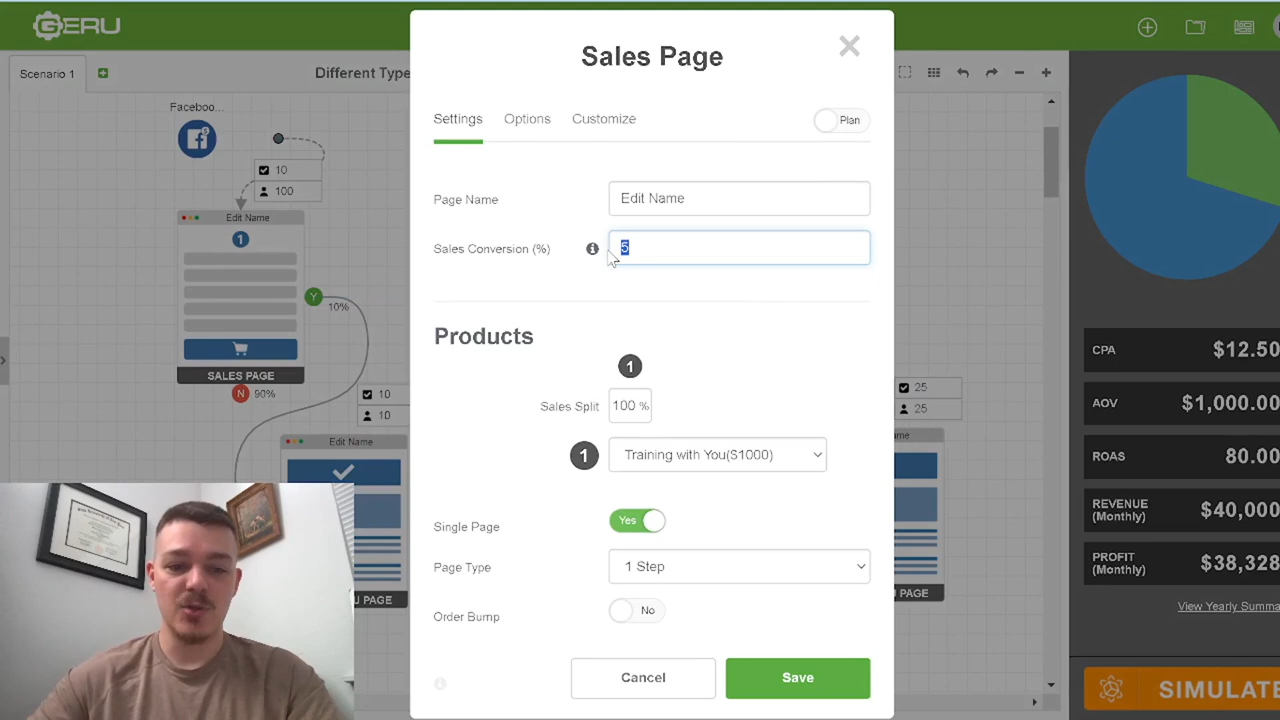 GERU
Scenario 1
Different Type
Faceboo...
10
100
Edit Name
1
Y
10%
SALES PAGE
N
90%
10
10
Edit Name
U PAGE
Sales Page
Settings
Options
Customize
Plan
Page Name
Edit Name
Sales Conversion (%)
5
Products
1
Sales Split
100 %
1
Training with You($1000)
Single Page
Yes
Page Type
1 Step
Order Bump
No
Cancel
Save
25
25
me
U PAGE
CPA
$12.50
AOV
$1,000.00
ROAS
80.00
REVENUE
(Monthly)
$40,000
PROFIT
(Monthly)
$38,328
View Yearly Summa
SIMULATE